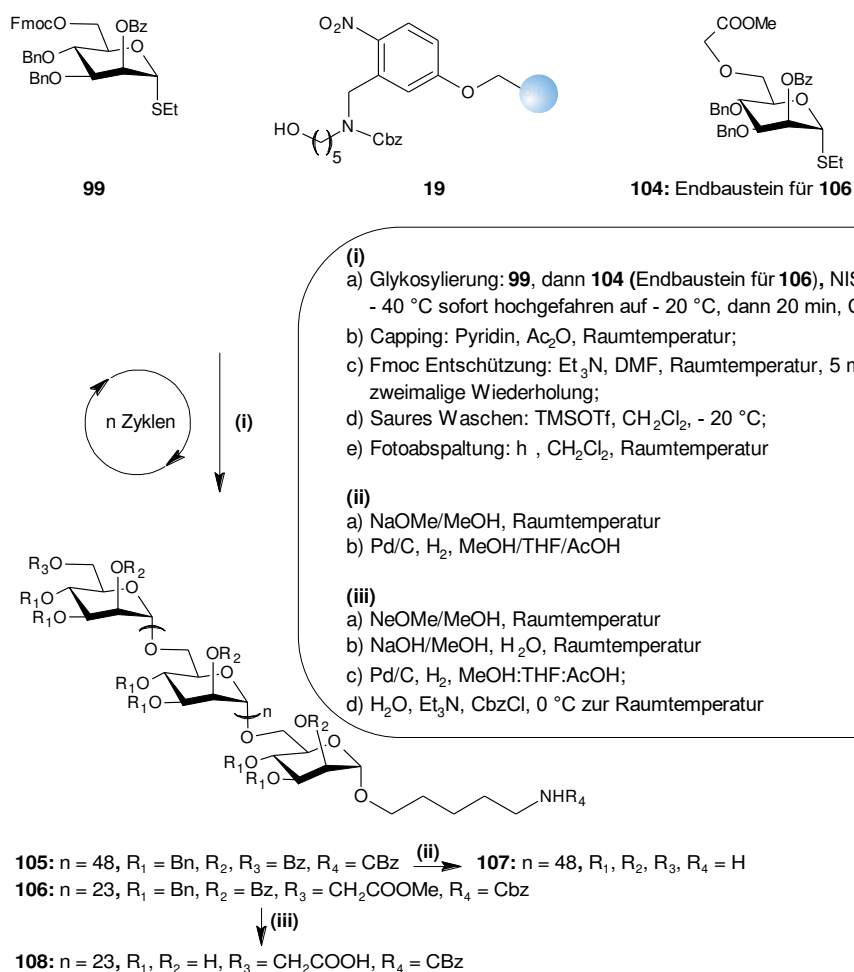 FmocO
OBz
BnO
BnO
O
SEt
99
NO₂
O
HO
N
Cbz
5
19
COOMe
O
OBz
BnO
BnO
O
SEt
104: Endbaustein für 106
(i)
a) Glykosylierung: 99, dann 104 (Endbaustein für 106), NIS
- 40 °C sofort hochgefahren auf - 20 °C, dann 20 min, C
b) Capping: Pyridin, Ac₂O, Raumtemperatur;
c) Fmoc Entschützung: Et₃N, DMF, Raumtemperatur, 5 m
zweimalige Wiederholung;
d) Saures Waschen: TMSOTf, CH₂Cl₂, - 20 °C;
e) Fotoabspaltung: h , CH₂Cl₂, Raumtemperatur
(ii)
a) NaOMe/MeOH, Raumtemperatur
b) Pd/C, H₂, MeOH/THF/AcOH
(iii)
a) NeOMe/MeOH, Raumtemperatur
b) NaOH/MeOH, H₂O, Raumtemperatur
c) Pd/C, H₂, MeOH:THF:AcOH;
d) H₂O, Et₃N, CbzCl, 0 °C zur Raumtemperatur
n Zyklen
(i)
R₃O
OR₂
R₁O
R₁O
O
O
OR₂
R₁O
R₁O
O
n
O
OR₂
R₁O
R₁O
O
O
NHR₄
105: n = 48, R₁ = Bn, R₂, R₃ = Bz, R₄ = CBz (ii) 107: n = 48, R₁, R₂, R₃, R₄ = H
106: n = 23, R₁ = Bn, R₂ = Bz, R₃ = CH₂COOMe, R₄ = Cbz
(iii)
108: n = 23, R₁, R₂ = H, R₃ = CH₂COOH, R₄ = CBz